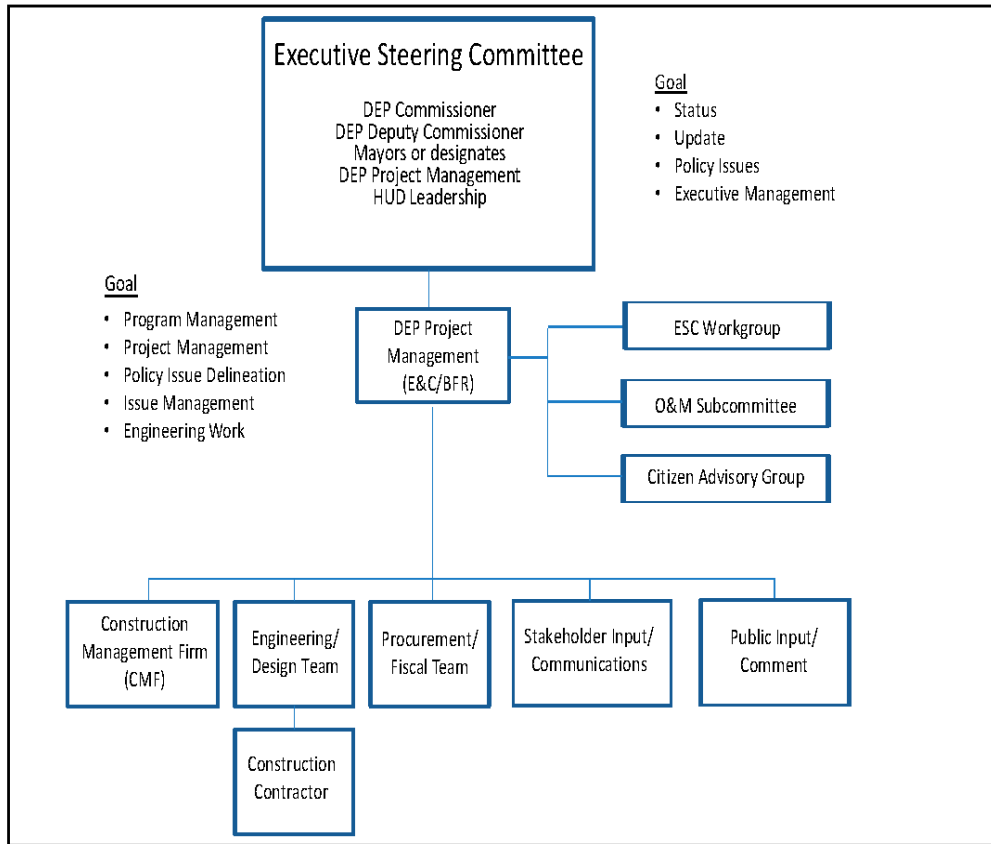 Executive Steering Committee
DEP Commissioner
DEP Deputy Commissioner
Mayors or designates
DEP Project Management
HUD Leadership
Goal
• Status
• Update
• Policy Issues
• Executive Management
Goal
• Program Management
• Project Management
• Policy Issue Delineation
• Issue Management
• Engineering Work
DEP Project
Management
(E&C/BFR)
ESC Workgroup
O&M Subcommittee
Citizen Advisory Group
Construction
Management Firm
(CMF)
Engineering/
Design Team
Procurement/
Fiscal Team
Stakeholder Input/
Communications
Public Input/
Comment
Construction
Contractor